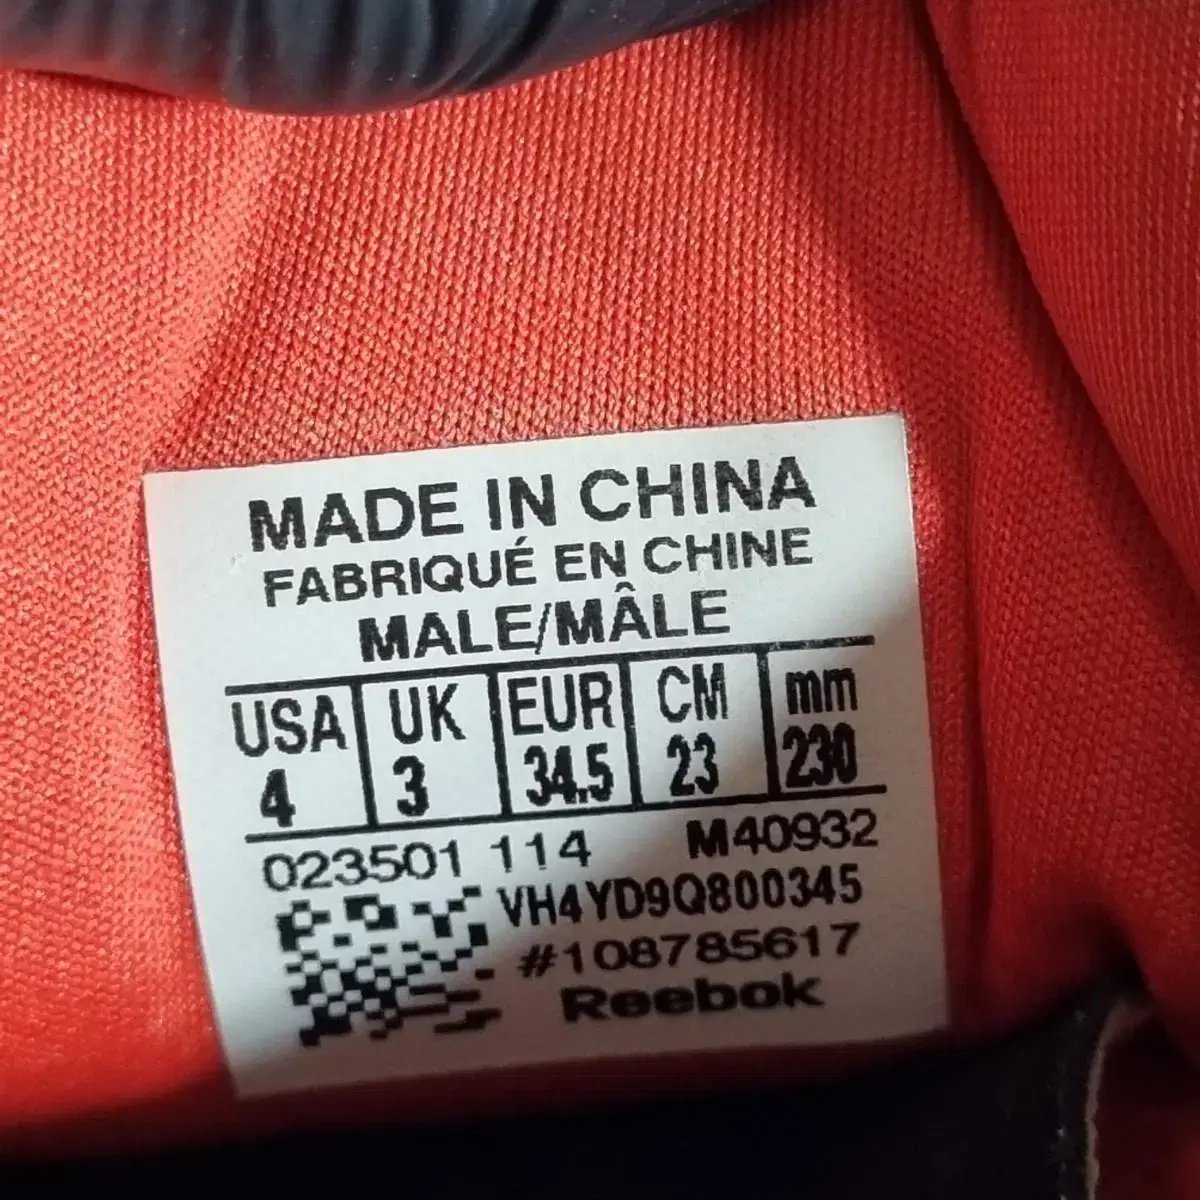 MADE IN CHINA
FABRIQUÉ EN CHINE
MALE/MÂLE
USA UK EUR CM mm
4 3 34.5 23 230
023501 114 M40932
VH4YD9Q800345
#108785617
Reebok